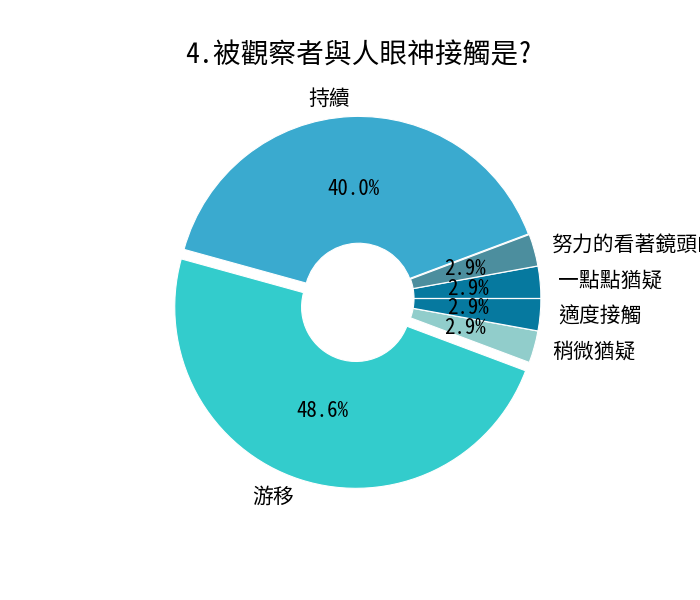 4.被觀察者與人眼神接觸是?
持續
40.0%
努力的看著鏡頭
2.9%
一點點猶疑
2.9%
2.9%
適度接觸
2.9%
稍微猶疑
48.6%
游移